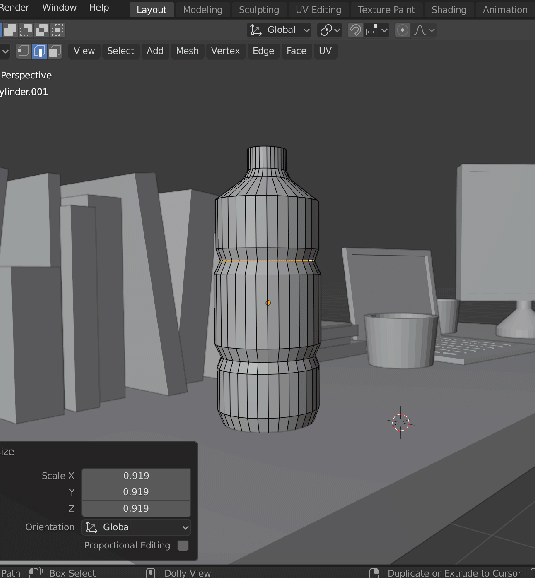 Render Window Help Layout Modeling Sculpting UV Editing Texture Paint Shading Animation
Global
View Select Add Mesh Vertex Edge Face UV
Perspective
ylinder.001
size
Scale X 0.919
Y 0.919
Z 0.919
Orientation Globa
Proportional Editing
Path Box Select Dolly View Duplicate or Extrude to Cursor